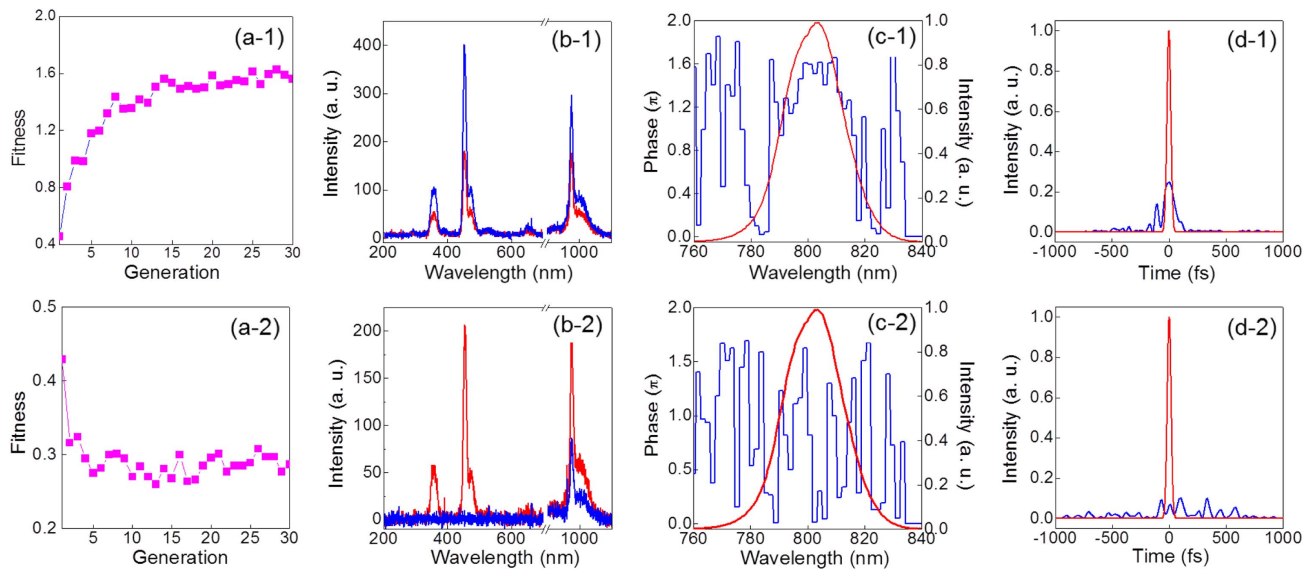 (a-1)
Fitness
2.0
1.6
1.2
0.8
0.4
5 10 15 20 25 30
Generation
(b-1)
Intensity (a. u.)
400
300
200
100
0
200 400 600 1000
Wavelength (nm)
(c-1)
Phase (π)
2.0
1.6
1.2
0.8
0.4
0.0
1.0
0.8
0.6
0.4
0.2
0.0
Intensity (a. u.)
760 780 800 820 840
Wavelength (nm)
(d-1)
Intensity (a. u.)
1.0
0.8
0.6
0.4
0.2
0.0
-1000 -500 0 500 1000
Time (fs)
(a-2)
Fitness
0.5
0.4
0.3
0.2
5 10 15 20 25 30
Generation
(b-2)
Intensity (a. u.)
200
150
100
50
0
200 400 600 1000
Wavelength (nm)
(c-2)
Phase (π)
2.0
1.5
1.0
0.5
0.0
1.0
0.8
0.6
0.4
0.2
0.0
Intensity (a. u.)
760 780 800 820 840
Wavelength (nm)
(d-2)
Intensity (a. u.)
1.0
0.8
0.6
0.4
0.2
0.0
-1000 -500 0 500 1000
Time (fs)